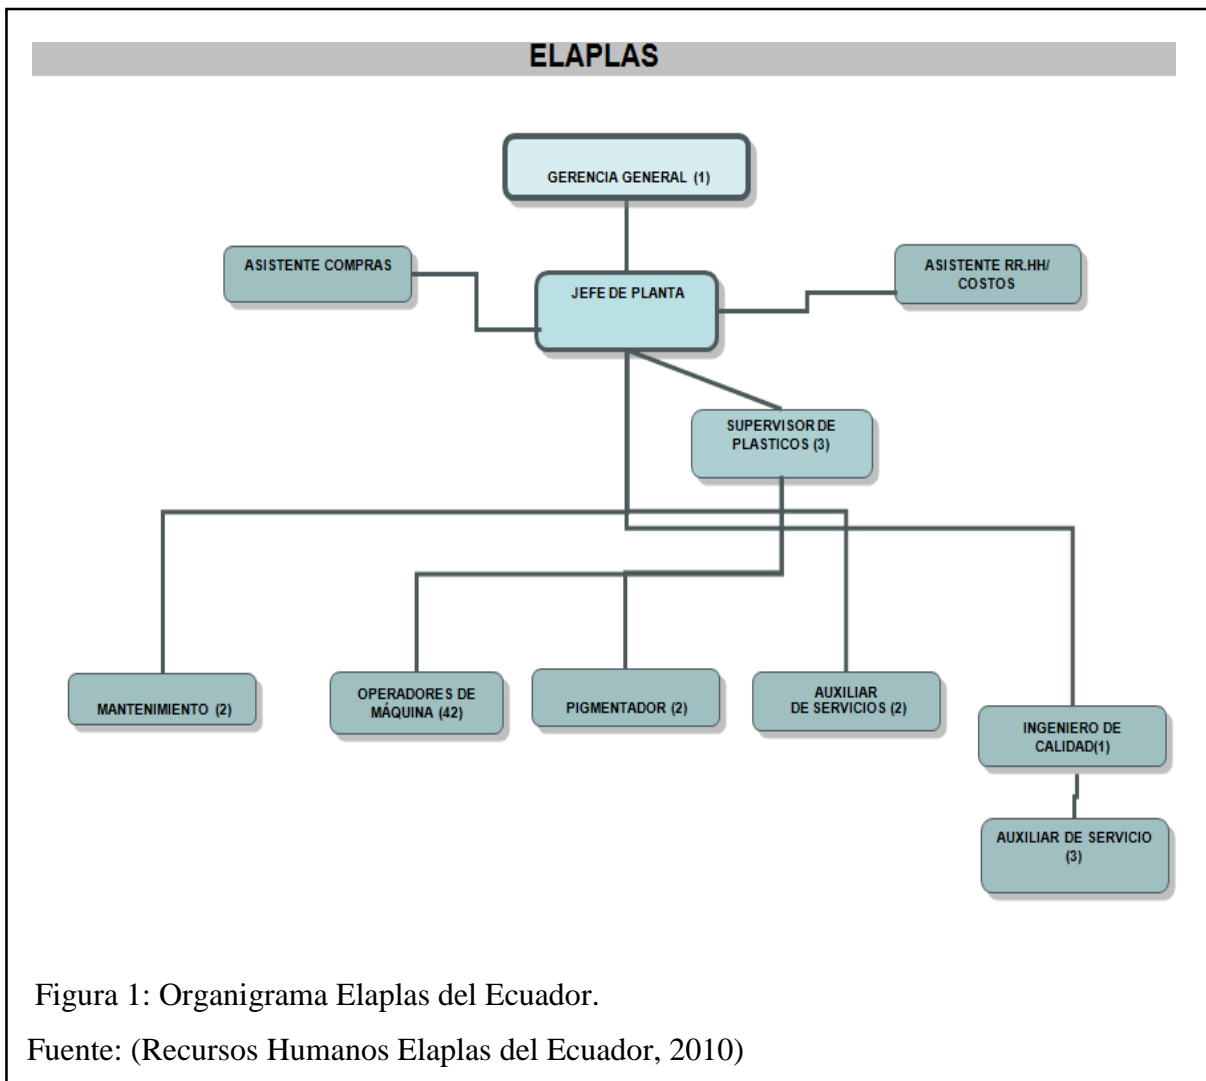 ELAPLAS
GERENCIA GENERAL (1)
ASISTENTE COMPRAS
JEFE DE PLANTA
ASISTENTE RR.HH/
COSTOS
SUPERVISOR DE
PLASTICOS (3)
MANTENIMIENTO (2)
OPERADORES DE
MÁQUINA (42)
PIGMENTADOR (2)
AUXILIAR
DE SERVICIOS (2)
INGENIERO DE
CALIDAD(1)
AUXILIAR DE SERVICIO
(3)
Figura 1: Organigrama Elaplas del Ecuador.
Fuente: (Recursos Humanos Elaplas del Ecuador, 2010)